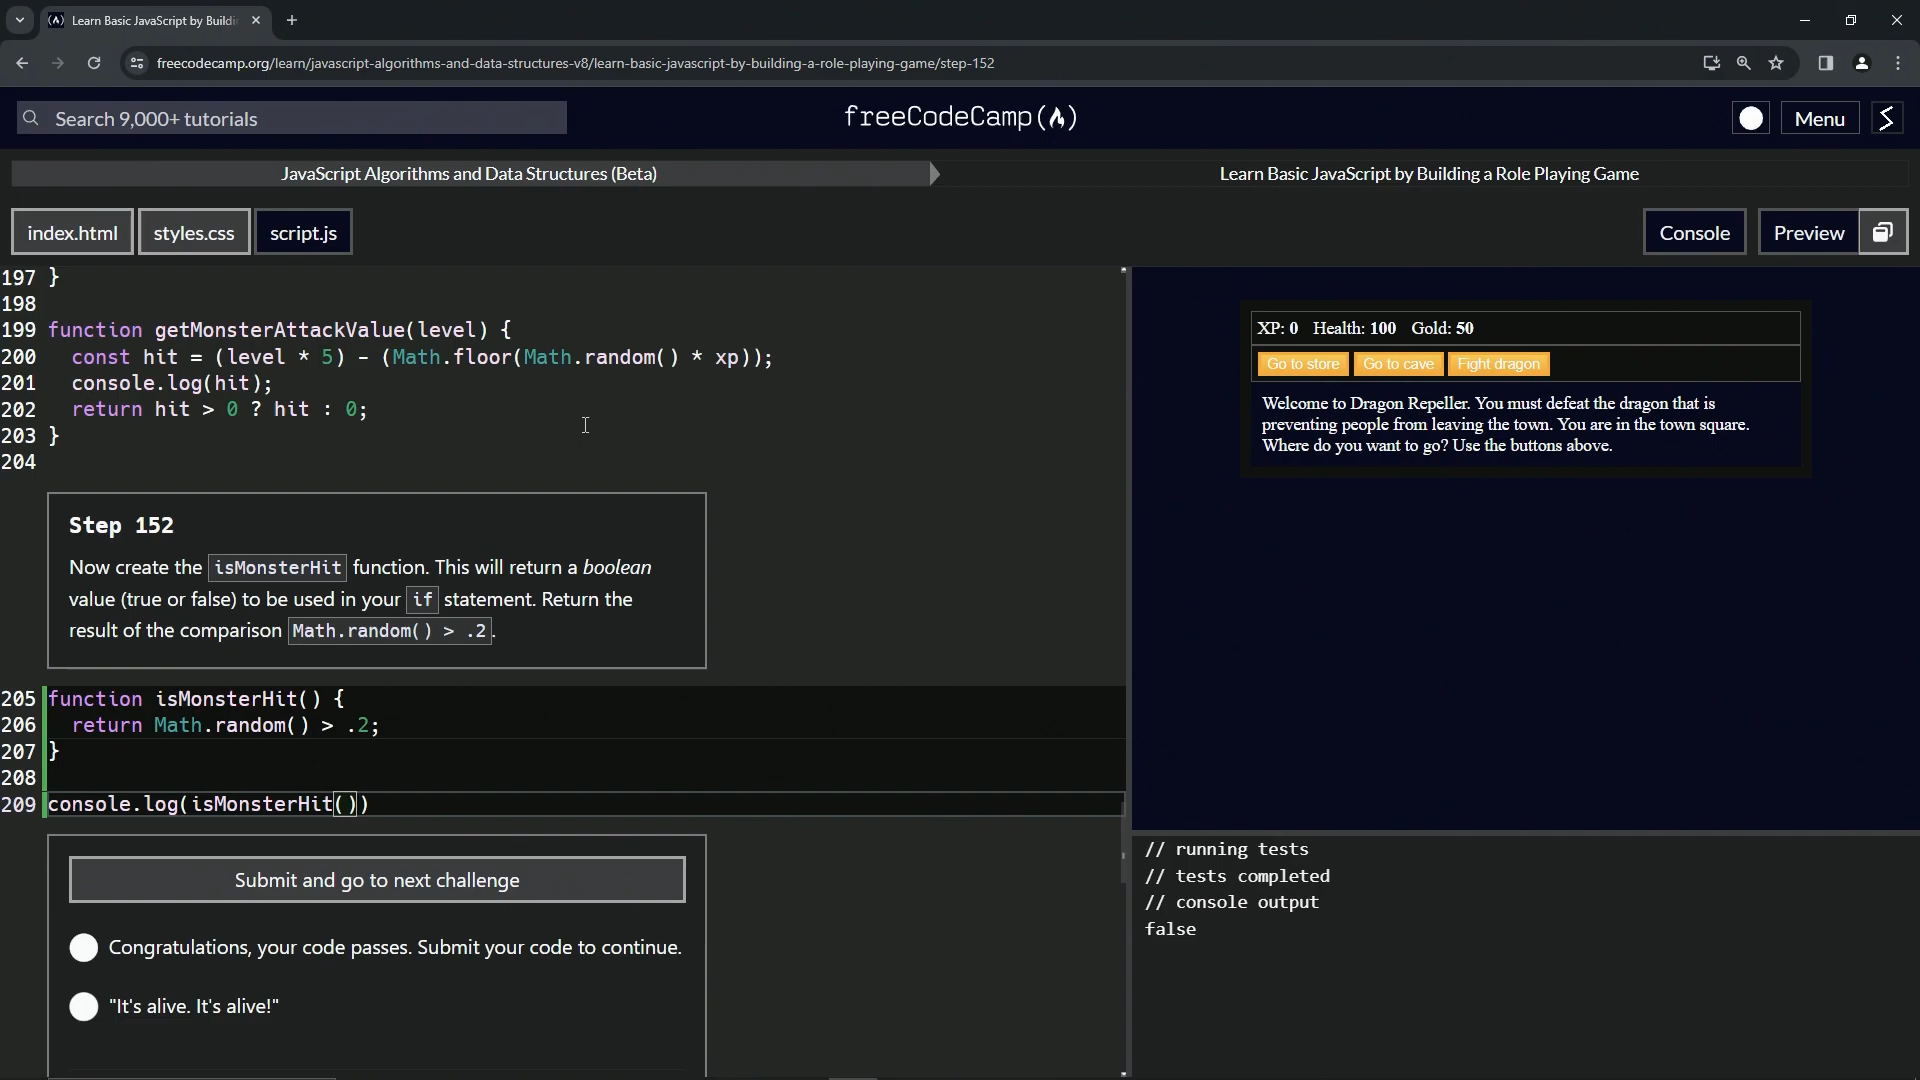 Learn Basic JavaScript by Buildi
freecodecamp.org/learn/javascript-algorithms-and-data-structures-v8/learn-basic-javascript-by-building-a-role-playing-game/step-152
Search 9,000+ tutorials
freeCodeCamp(🔥)
Menu
JavaScript Algorithms and Data Structures (Beta)
Learn Basic JavaScript by Building a Role Playing Game
index.html
styles.css
script.js
Console
Preview
197 }
198
199 function getMonsterAttackValue(level) {
200   const hit = (level * 5) - (Math.floor(Math.random() * xp));
201   console.log(hit);
202   return hit > 0 ? hit : 0;
203 }
204
Step 152
Now create the isMonsterHit function. This will return a boolean
value (true or false) to be used in your if statement. Return the
result of the comparison Math.random() > .2.
205 function isMonsterHit() {
206   return Math.random() > .2;
207 }
208
209 console.log(isMonsterHit())
Submit and go to next challenge
Congratulations, your code passes. Submit your code to continue.
"It's alive. It's alive!"
XP: 0 Health: 100 Gold: 50
Go to store Go to cave Fight dragon
Welcome to Dragon Repeller. You must defeat the dragon that is
preventing people from leaving the town. You are in the town square.
Where do you want to go? Use the buttons above.
// running tests
// tests completed
// console output
false